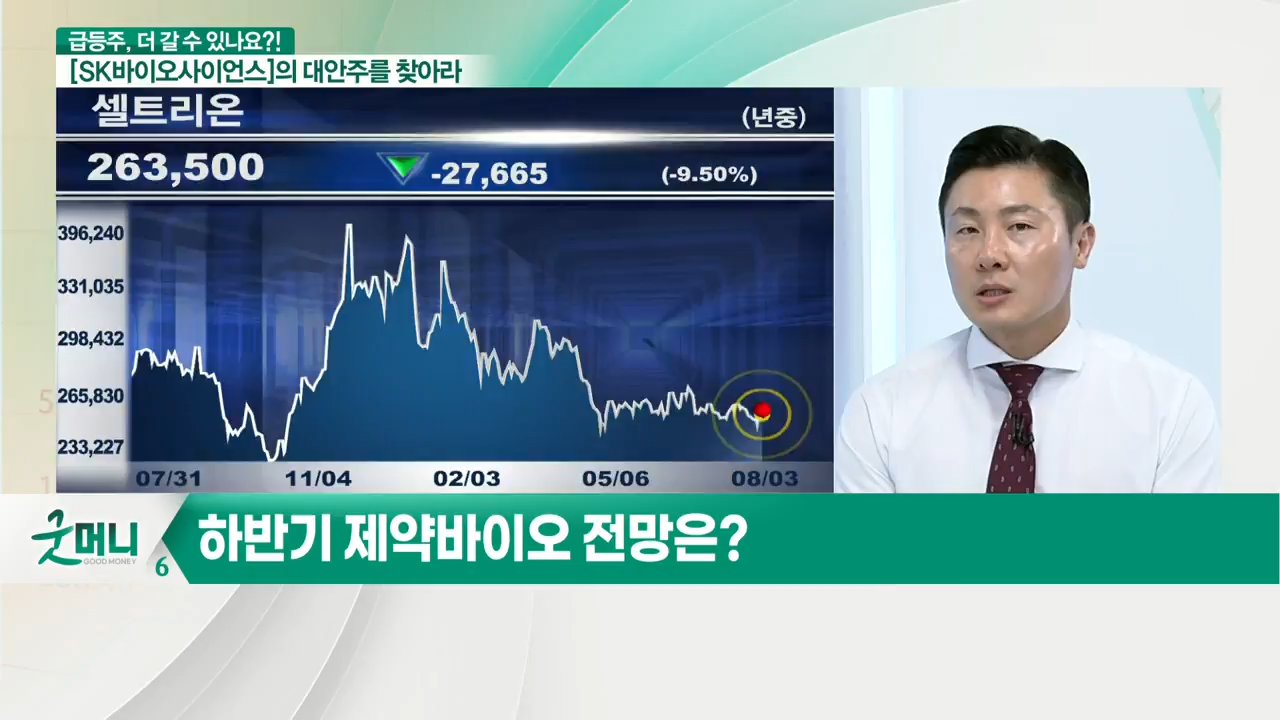 급등주, 더 갈 수 있나요?!
[SK바이오사이언스]의 대안주를 찾아라
셀트리온 (년중)
263,500 -27,665 (-9.50%)
396,240
331,035
298,432
265,830
233,227
07/31 11/04 02/03 05/06 08/03
굿머니
GOOD MONEY
6
하반기 제약바이오 전망은?